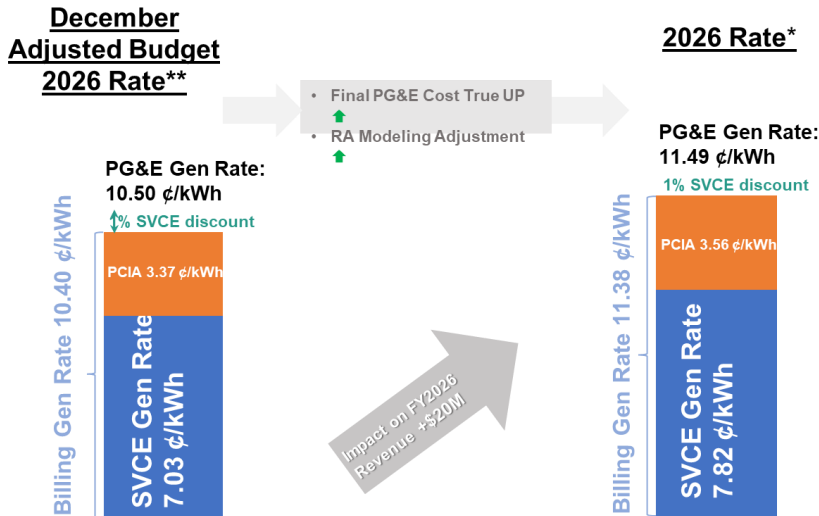 December
Adjusted Budget
2026 Rate**
2026 Rate*
• Final PG&E Cost True UP
• RA Modeling Adjustment
PG&E Gen Rate:
10.50 ¢/kWh
% SVCE discount
PCIA 3.37 ¢/kWh
SVCE Gen Rate
7.03 ¢/kWh
Billing Gen Rate 10.40 ¢/kWh
Impact on FY2026
Revenue +$20M
PG&E Gen Rate:
11.49 ¢/kWh
1% SVCE discount
PCIA 3.56 ¢/kWh
SVCE Gen Rate
7.82 ¢/kWh
Billing Gen Rate 11.38 ¢/kWh